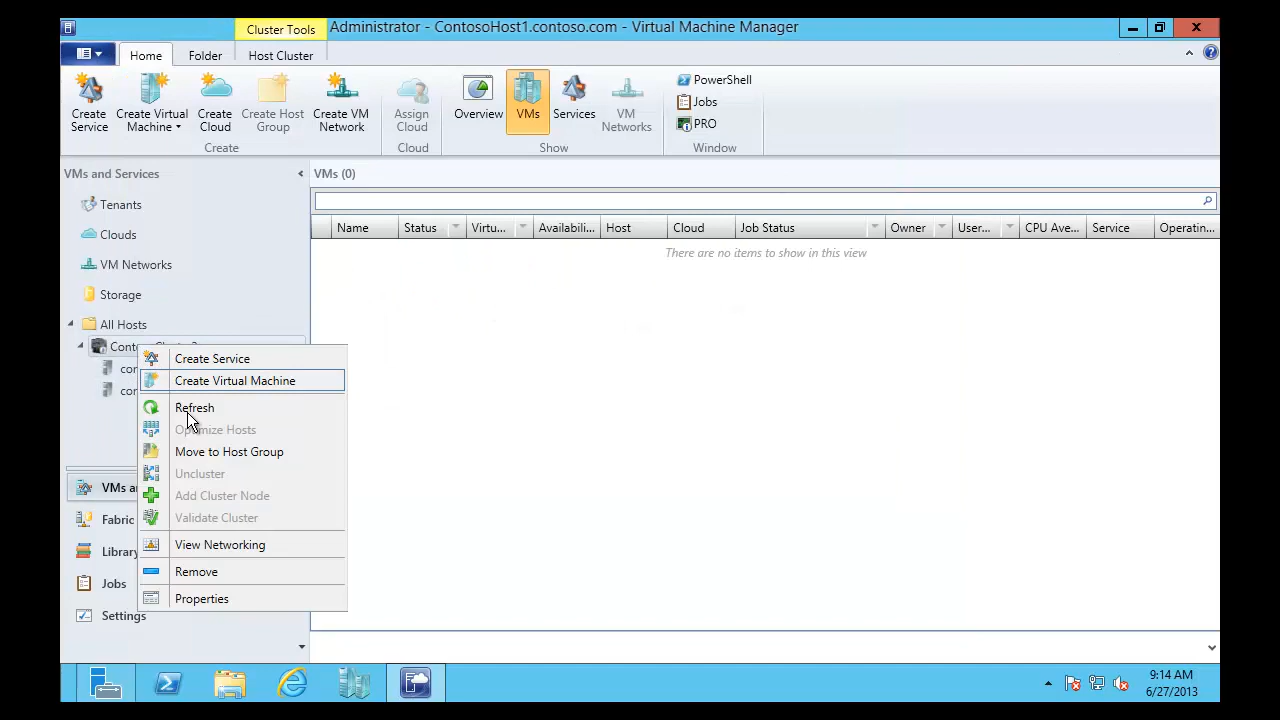 Cluster Tools
Administrator - ContosoHost1.contoso.com - Virtual Machine Manager
Home
Folder
Host Cluster
Create Service
Create Virtual Machine
Create Cloud
Create Host Group
Create VM Network
Assign Cloud
Overview
VMs
Services
VM Networks
PowerShell
Jobs
PRO
Create
Cloud
Show
Window
VMs and Services
Tenants
Clouds
VM Networks
Storage
All Hosts
VMs (0)
Name
Status
Virtu...
Availabili...
Host
Cloud
Job Status
Owner
User...
CPU Ave...
Service
Operatin...
There are no items to show in this view
Create Service
Create Virtual Machine
Refresh
Optimize Hosts
Move to Host Group
Uncluster
Add Cluster Node
Validate Cluster
View Networking
Remove
Properties
VMs
Fabric
Jobs
Settings
9:14 AM
6/27/2013